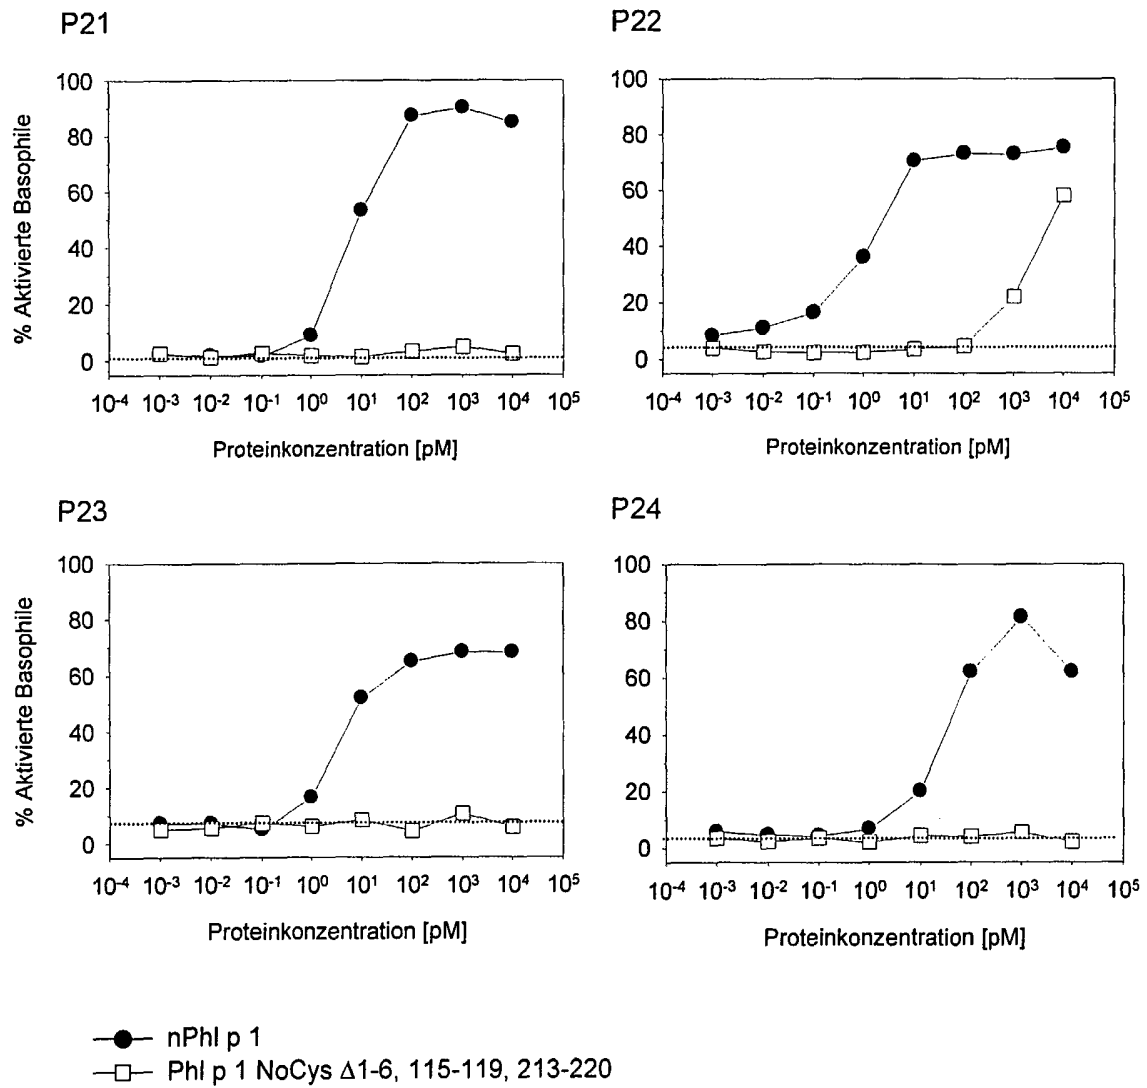 P21
P22
100
80
60
40
20
0
% Aktivierte Basophile
10⁻⁴ 10⁻³ 10⁻² 10⁻¹ 10⁰ 10¹ 10² 10³ 10⁴ 10⁵
Proteinkonzentration [pM]
100
80
60
40
20
0
10⁻⁴ 10⁻³ 10⁻² 10⁻¹ 10⁰ 10¹ 10² 10³ 10⁴ 10⁵
Proteinkonzentration [pM]
P23
P24
100
80
60
40
20
0
% Aktivierte Basophile
10⁻⁴ 10⁻³ 10⁻² 10⁻¹ 10⁰ 10¹ 10² 10³ 10⁴ 10⁵
Proteinkonzentration [pM]
100
80
60
40
20
0
10⁻⁴ 10⁻³ 10⁻² 10⁻¹ 10⁰ 10¹ 10² 10³ 10⁴ 10⁵
Proteinkonzentration [pM]
nPhl p 1
Phl p 1 NoCys Δ1-6, 115-119, 213-220